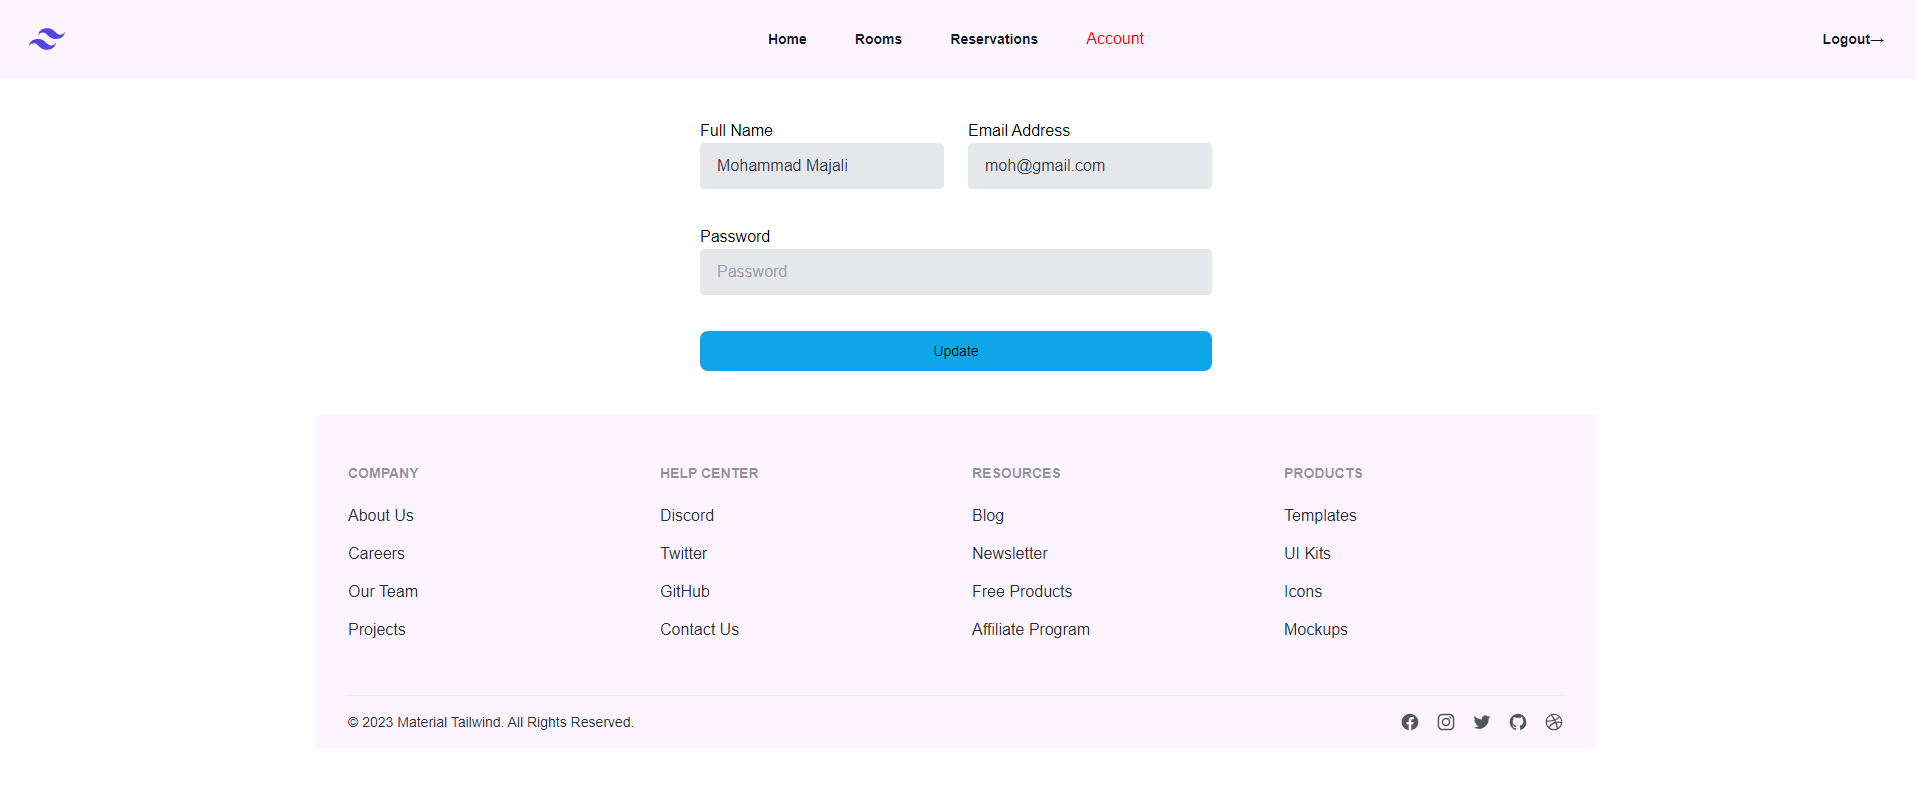 Home Rooms Reservations Account Logout→
Full Name Email Address
Mohammad Majali moh@gmail.com
Password
Password
Update
COMPANY HELP CENTER RESOURCES PRODUCTS
About Us Discord Blog Templates
Careers Twitter Newsletter UI Kits
Our Team GitHub Free Products Icons
Projects Contact Us Affiliate Program Mockups
© 2023 Material Tailwind. All Rights Reserved.